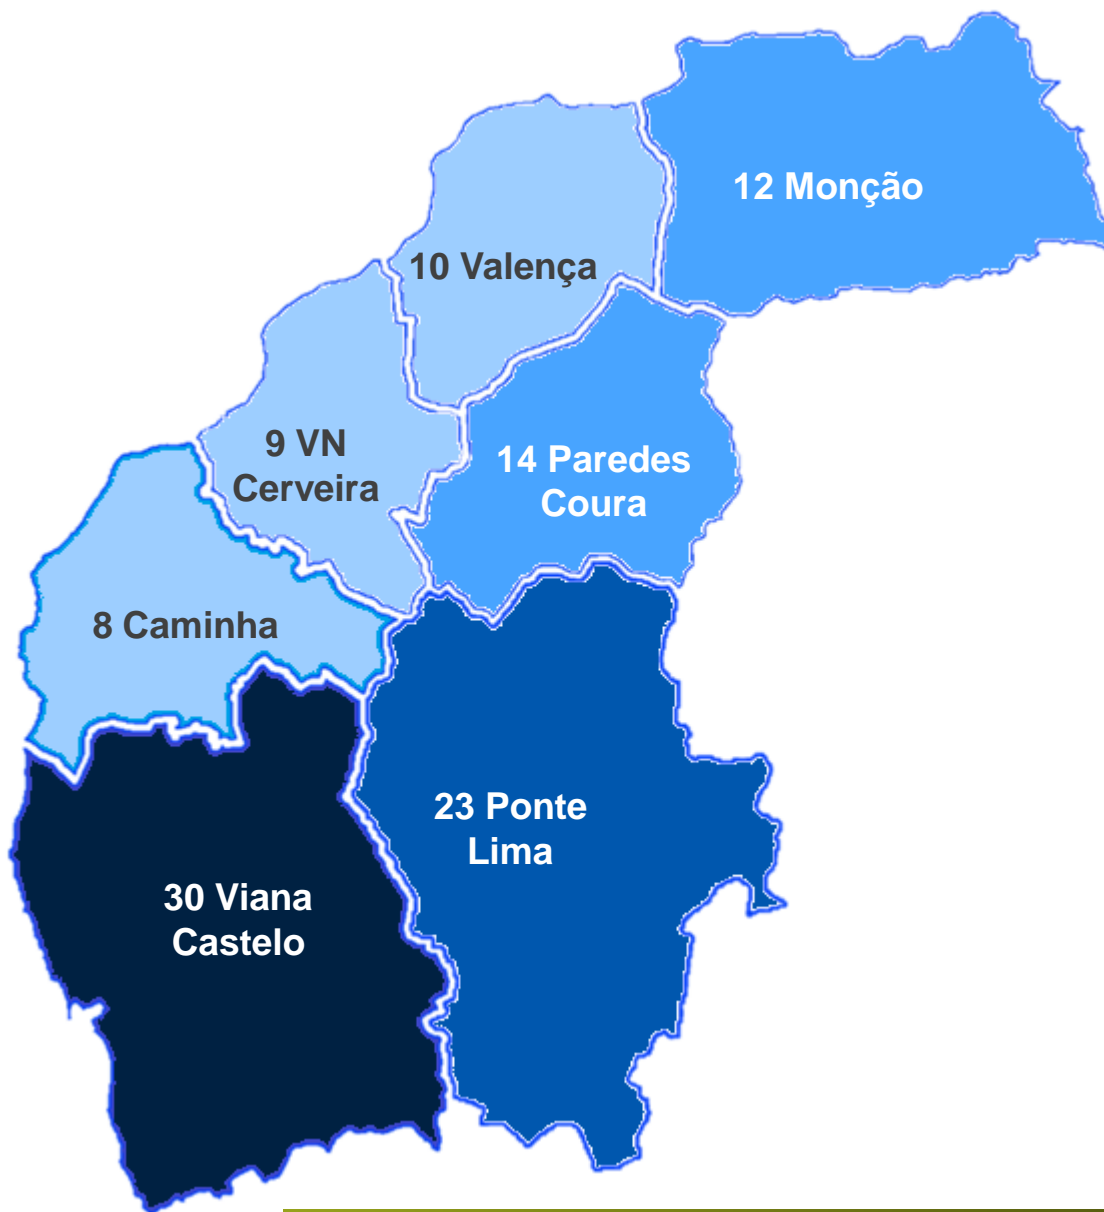 12 Monção
10 Valença
9 VN
Cerveira
14 Paredes
Coura
8 Caminha
23 Ponte
Lima
30 Viana
Castelo